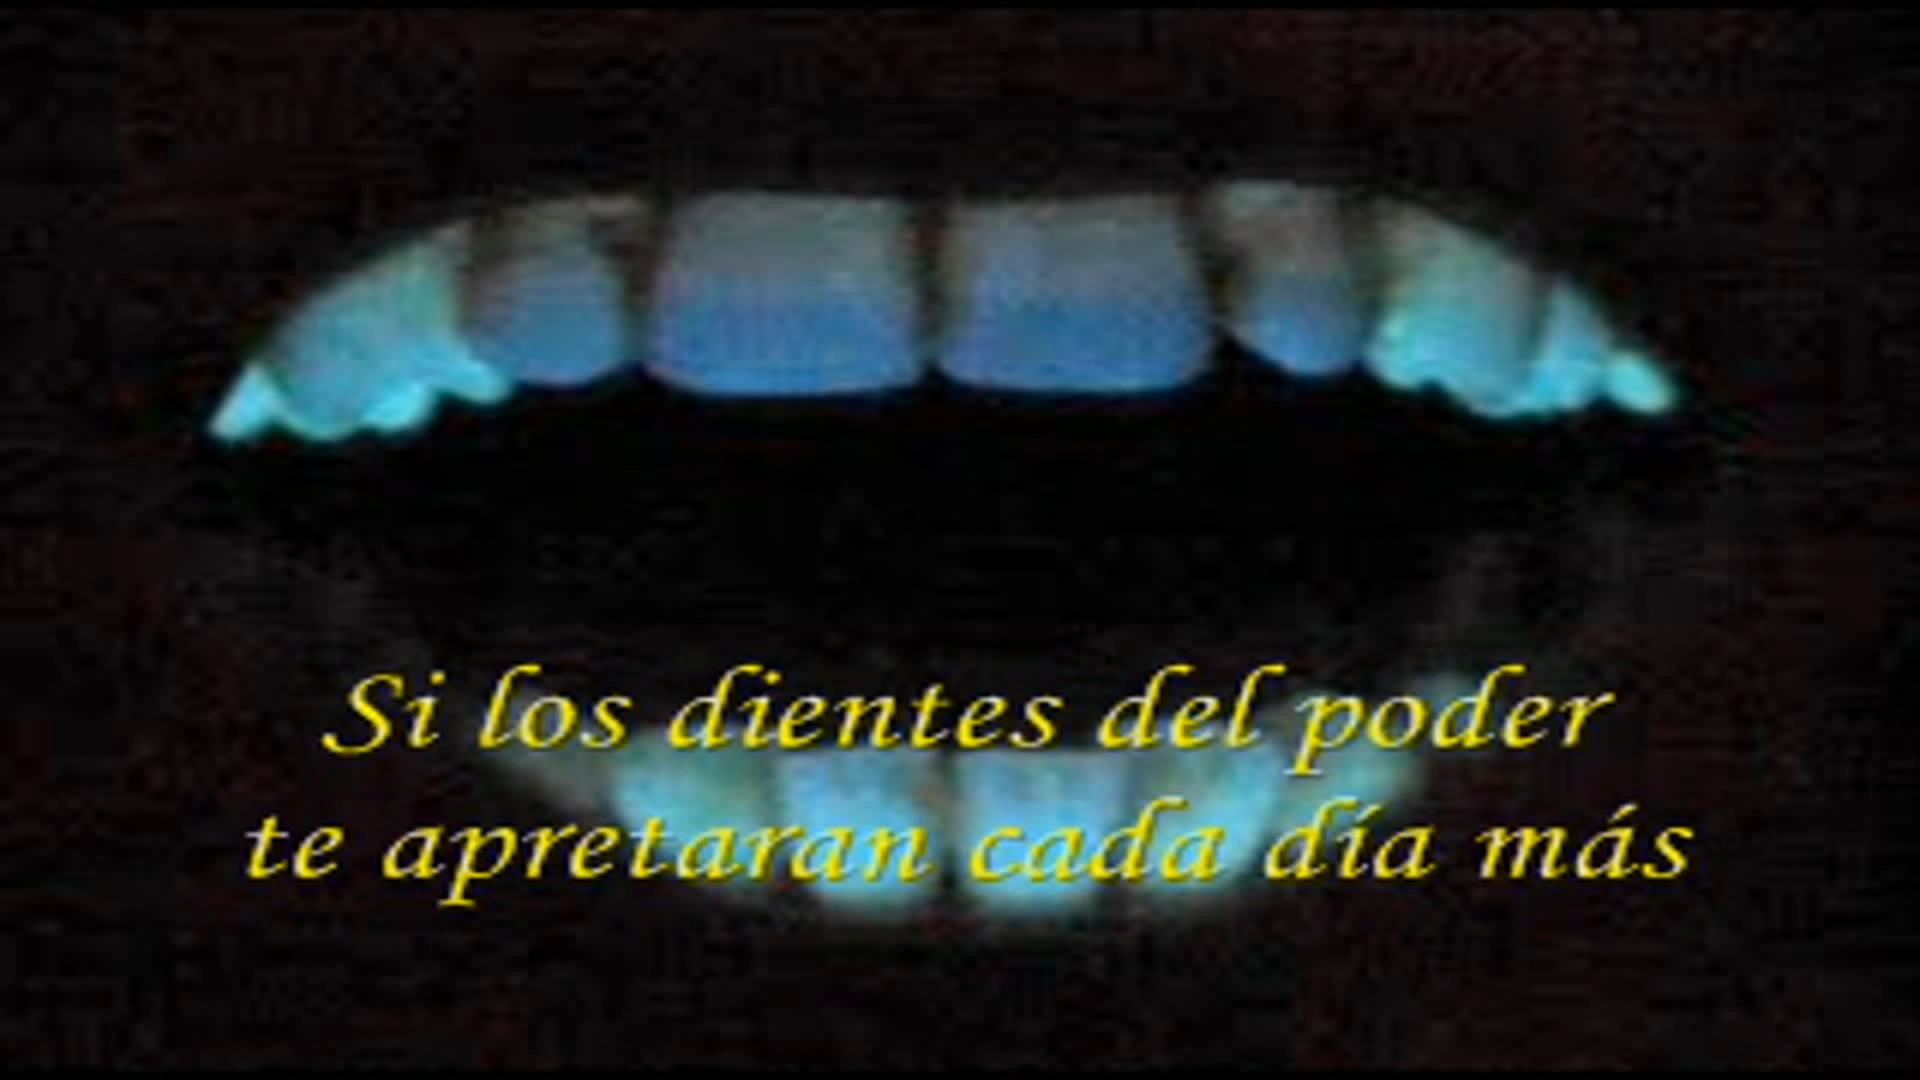 Si los dientes del poder
te apretaran cada día más